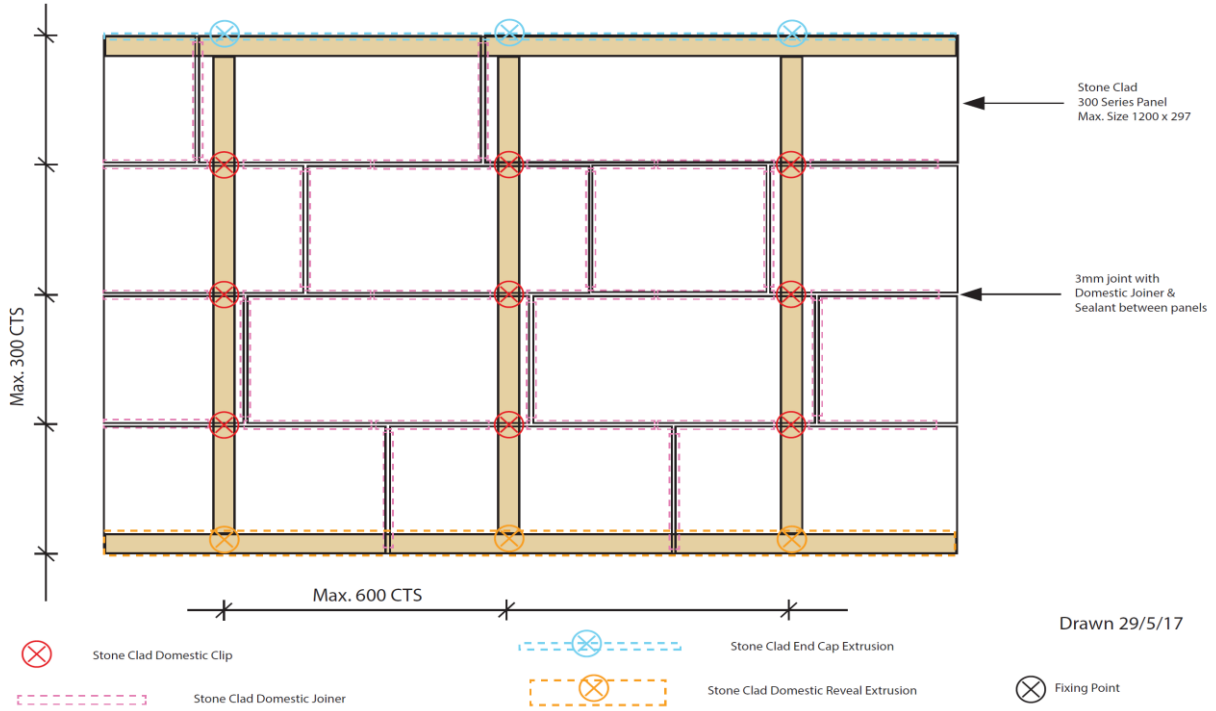 Stone Clad
300 Series Panel
Max. Size 1200 x 297
3mm joint with
Domestic Joiner &
Sealant between panels
Max. 300 CTS
Max. 600 CTS
Drawn 29/5/17
Stone Clad Domestic Clip
Stone Clad End Cap Extrusion
Stone Clad Domestic Joiner
Stone Clad Domestic Reveal Extrusion
Fixing Point